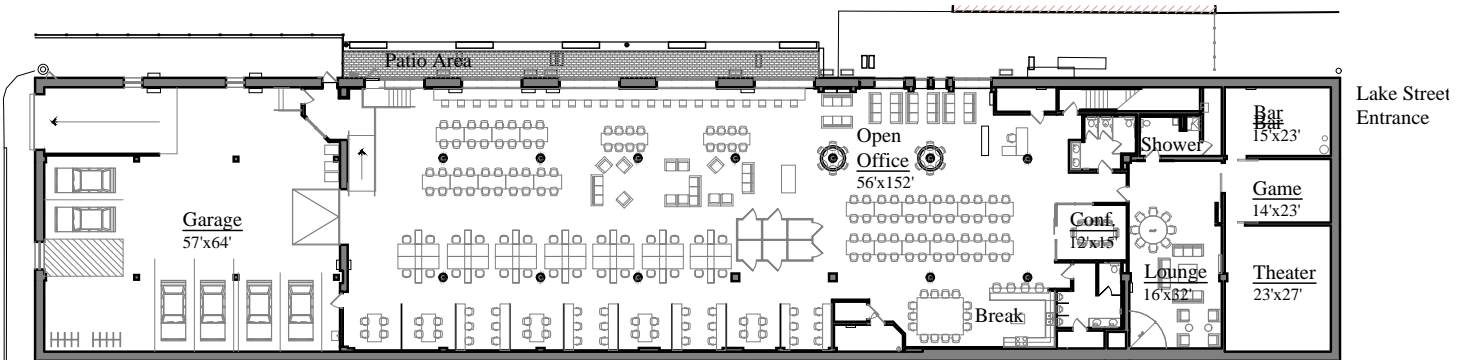 Patio Area
Lake Street
Entrance
Bar
Bar
15'x23'
Open
Office
56'x152'
Shower
Garage
57'x64'
Game
14'x23'
Conf.
12'x15'
Lounge
16'x32'
Theater
23'x27'
Break